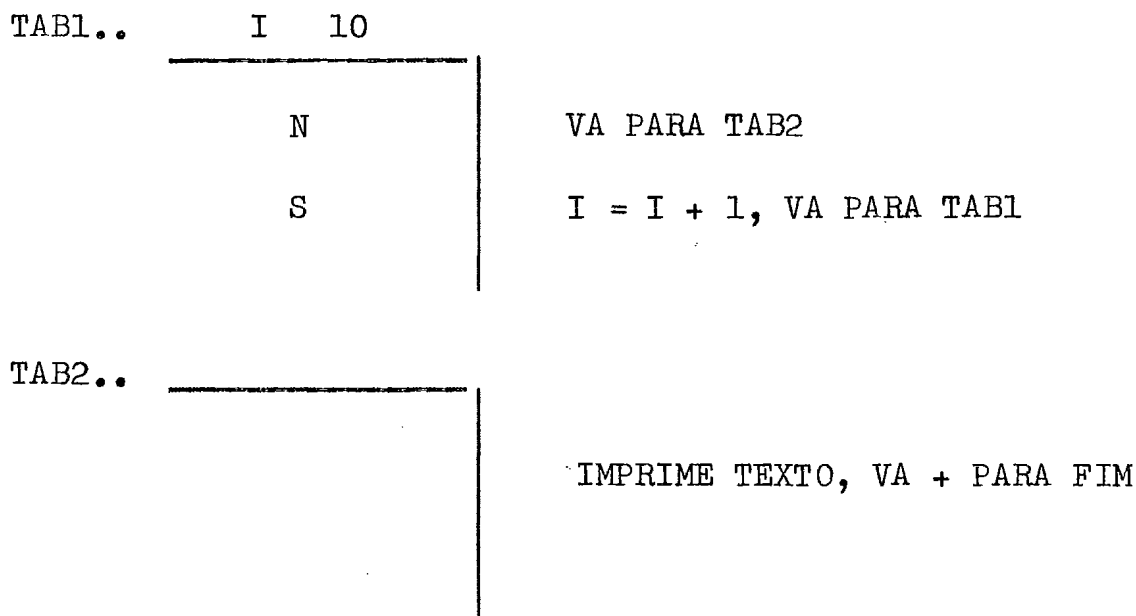 TAB1.. I 10
N VA PARA TAB2
S I = I + 1, VA PARA TAB1
TAB2..
IMPRIME TEXTO, VA + PARA FIM